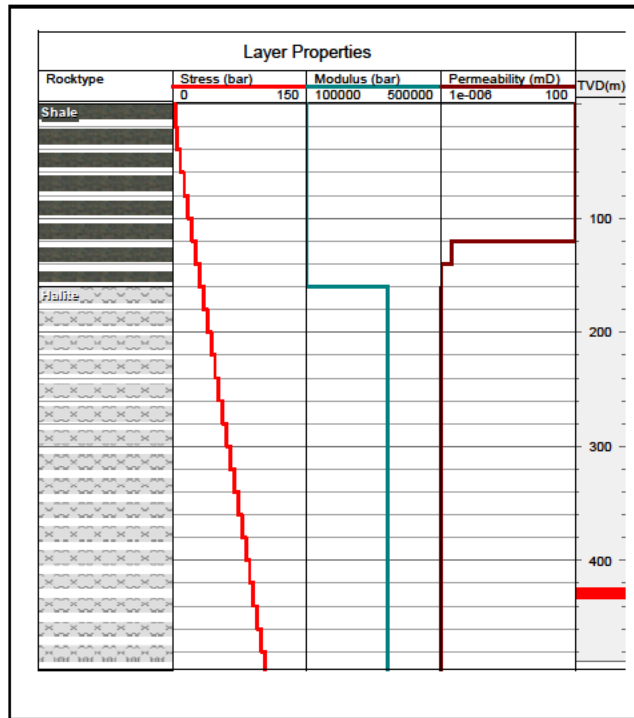 Layer Properties
Rocktype Stress (bar) Modulus (bar) Permeability (mD) TVD(m)
0 150 100000 500000 1e-006 100
Shale
100
Halite
200
300
400